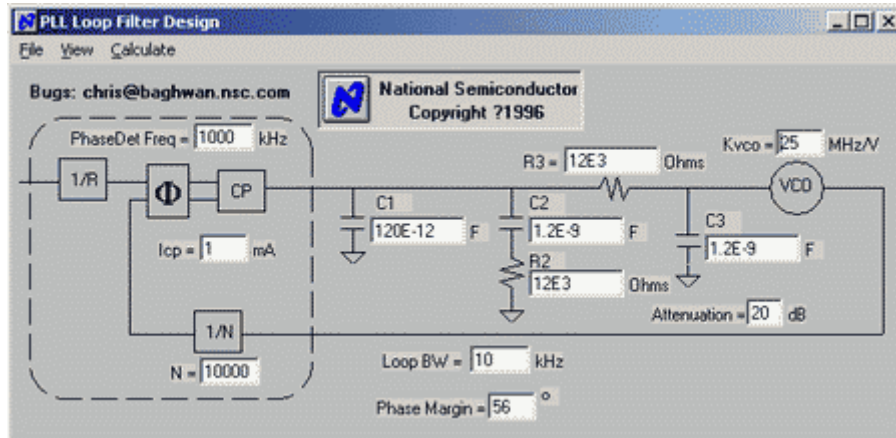 PLL Loop Filter Design
File View Calculate
Bugs: chris@baghwan.nsc.com
National Semiconductor
Copyright ?1996
PhaseDet Freq = 1000 kHz
Kvco = 25 MHz/V
R3 = 12E3 Ohms
1/R
Φ
CP
VCO
C1
120E-12 F
C2
1.2E-9 F
C3
1.2E-9 F
Icp = 1 mA
R2
12E3 Ohms
Attenuation = 20 dB
1/N
N = 10000
Loop BW = 10 kHz
Phase Margin = 56 °